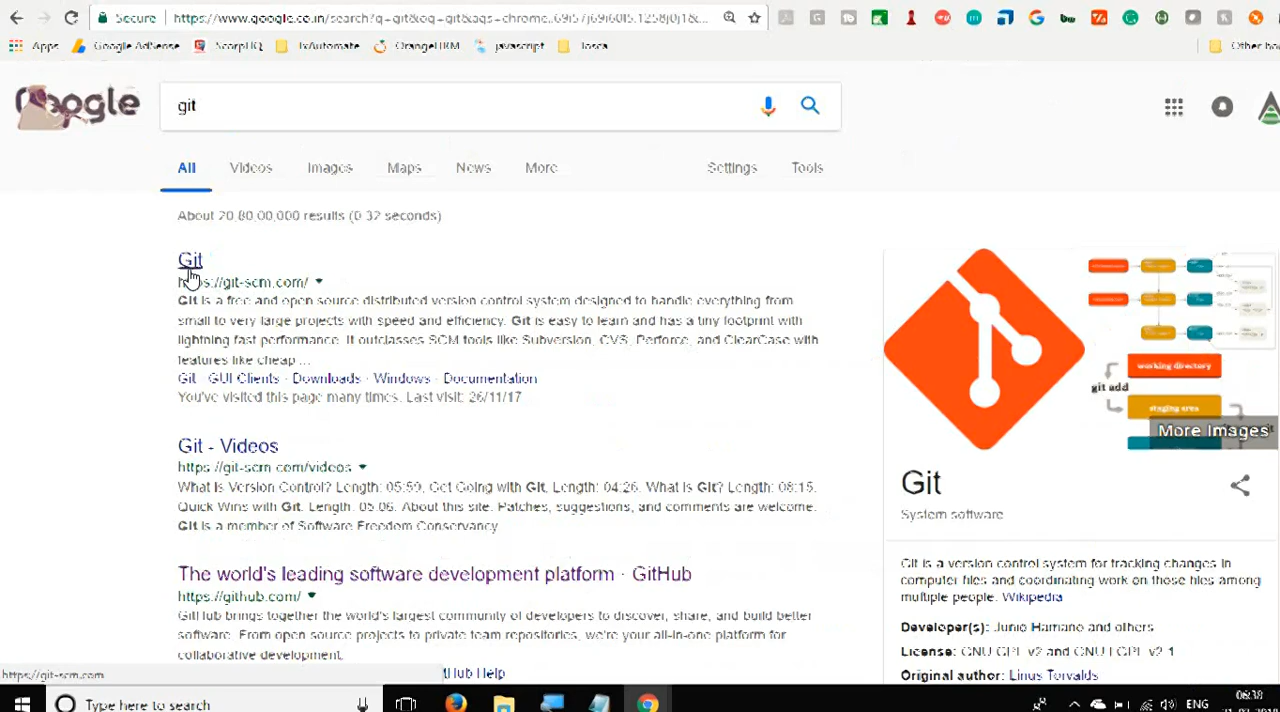 Secure https://www.google.co.in/search?q=git&oq=git&aqs=chrome..69i57j69i60l5.1258j0j1&...
Apps Google AdSense ScorpHQ TxAutomate OrangeHRM javascript Tosca
git
All Videos Images Maps News More Settings Tools
About 20,80,00,000 results (0.32 seconds)
Git
https://git-scm.com/
Git is a free and open source distributed version control system designed to handle everything from
small to very large projects with speed and efficiency. Git is easy to learn and has a tiny footprint with
lightning fast performance. It outclasses SCM tools like Subversion, CVS, Perforce, and ClearCase with
features like cheap ...
Git · GUI Clients · Downloads · Windows · Documentation
You've visited this page many times. Last visit: 26/11/17
Git - Videos
https://git-scm.com/videos
What is Version Control? Length: 05:59. Get Going with Git. Length: 04:26. What is Git? Length: 08:15.
Quick Wins with Git. Length: 05:06. About this site. Patches, suggestions, and comments are welcome.
Git is a member of Software Freedom Conservancy
The world's leading software development platform · GitHub
https://github.com/
GitHub brings together the world's largest community of developers to discover, share, and build better
software. From open source projects to private team repositories, we're your all-in-one platform for
collaborative development.
Help
https://git-scm.com
working directory
git add
staging area
More Images
Git
System software
Git is a version control system for tracking changes in
computer files and coordinating work on those files among
multiple people. Wikipedia
Developer(s): Junio Hamano and others
License: GNU GPL v2 and GNU LGPL v2.1
Original author: Linus Torvalds
Type here to search
ENG
06:38